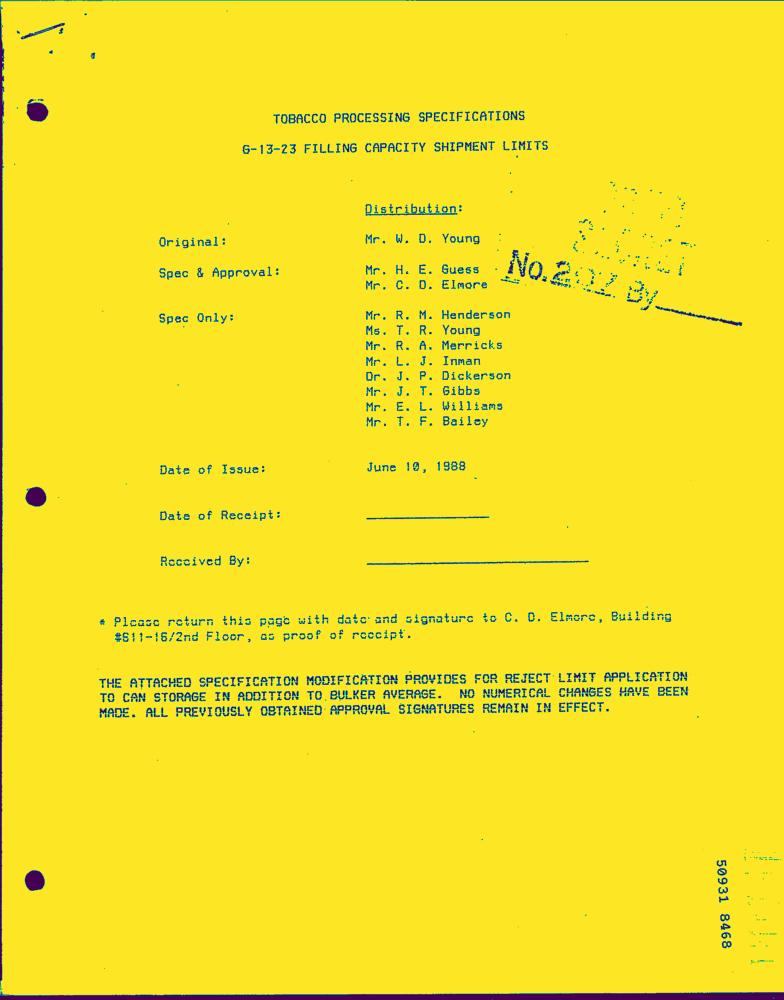 TOBACCO PROCESSING SPECIFICATIONS
G-13-23 FILLING CAPACITY SHIPMENT LIMITS
Distribution:
Original: Mr. W. D. Young
Spec & Approval: Mr. H. E. Guess
Mr. C. D. Elmore
No. 207 By
Spec Only: Mr. R. M. Henderson
Ms. T. R. Young
Mr. R. A. Merricks
Mr. L. J. Inman
Dr. J. P. Dickerson
Mr. J. T. Gibbs
Mr. E. L. Williams
Mr. T. F. Bailey
Date of Issue: June 10, 1988
Date of Receipt:
Received By:
* Please return this page with date and signature to C. D. Elmore, Building
#611-16/2nd Floor, as proof of receipt.
THE ATTACHED SPECIFICATION MODIFICATION PROVIDES FOR REJECT LIMIT APPLICATION
TO CAN STORAGE IN ADDITION TO BULKER AVERAGE. NO NUMERICAL CHANGES HAVE BEEN
MADE. ALL PREVIOUSLY OBTAINED APPROVAL SIGNATURES REMAIN IN EFFECT.
50931 8468